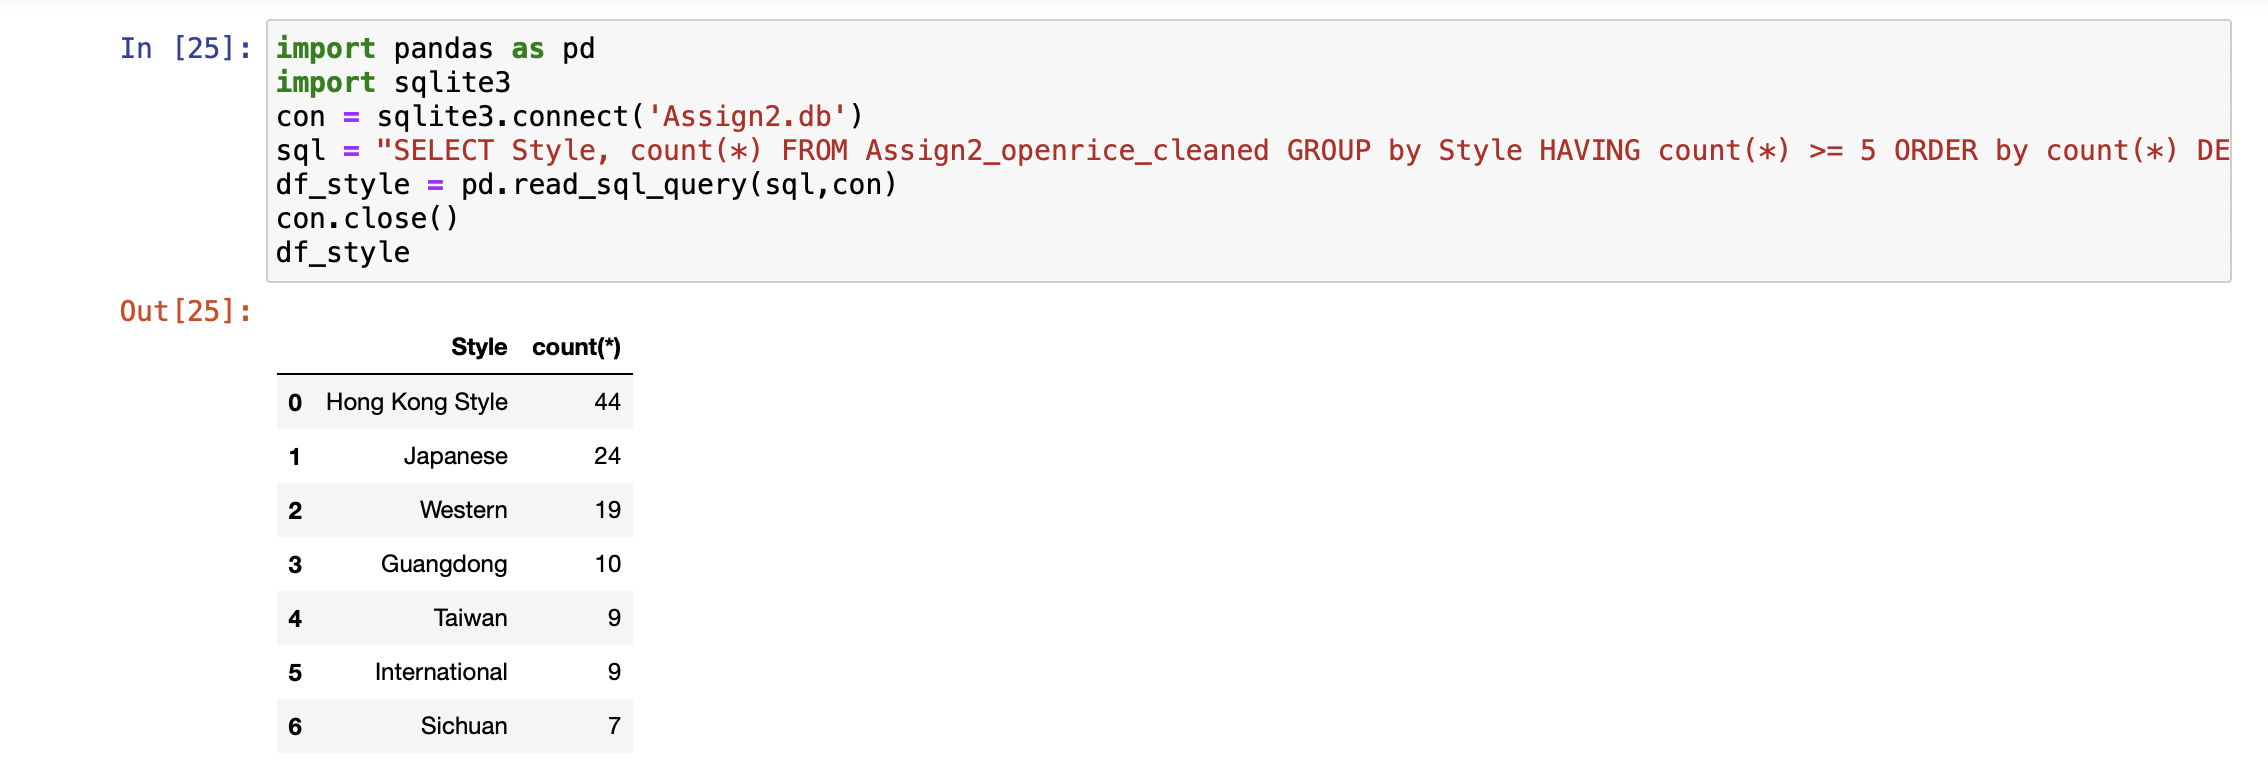 In [25]: import pandas as pd
import sqlite3
con = sqlite3.connect('Assign2.db')
sql = "SELECT Style, count(*) FROM Assign2_openrice_cleaned GROUP by Style HAVING count(*) >= 5 ORDER by count(*) DE
df_style = pd.read_sql_query(sql,con)
con.close()
df_style
Out[25]:
Style count(*)
0 Hong Kong Style 44
1 Japanese 24
2 Western 19
3 Guangdong 10
4 Taiwan 9
5 International 9
6 Sichuan 7